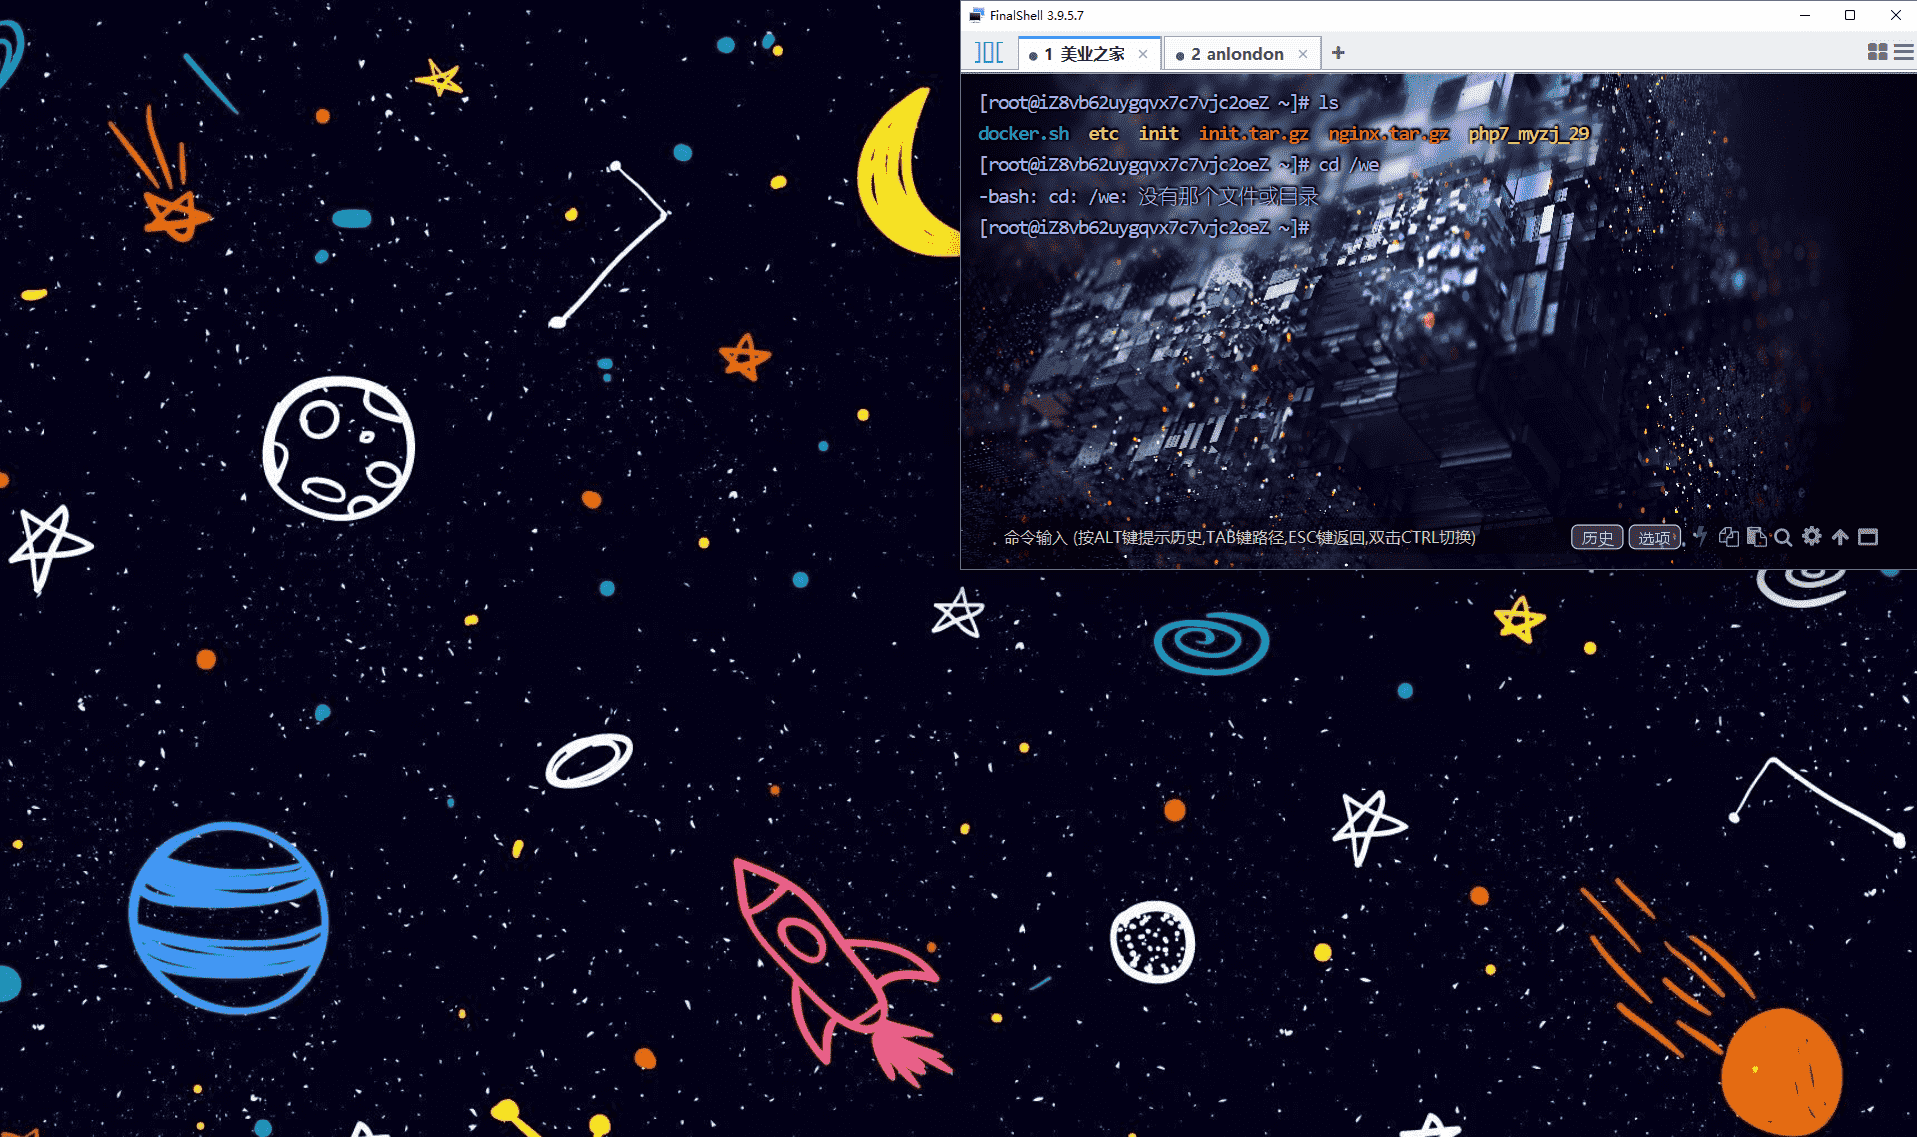 FinalShell 3.9.5.7
1 美业之家
2 anlondon
[root@iZ8vb62uygqvx7c7vjc2oeZ ~]# ls
docker.sh etc init init.tar.gz nginx.tar.gz php7_myzj_29
[root@iZ8vb62uygqvx7c7vjc2oeZ ~]# cd /we
-bash: cd: /we: 没有那个文件或目录
[root@iZ8vb62uygqvx7c7vjc2oeZ ~]#
命令输入 (按ALT键提示历史,TAB键路径,ESC键返回,双击CTRL切换)
历史
选项